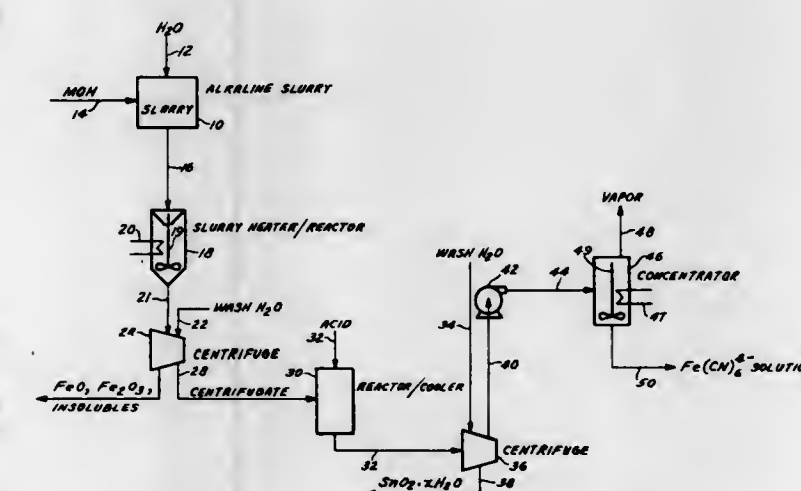 H2O
12
MOH
14
SLARRY
ALKALINE SLURRY
10
16
20
19
SLURRY HEATER/REACTOR
18
21
WASH H2O
22
24
CENTRIFUGE
28
FeO, Fe2O3,
INSOLUBLES
CENTRIFUGATE
ACID
32
30
REACTOR/COOLER
32
WASH H2O
34
42
44
40
CENTRIFUGE
36
38
SnO2·xH2O
VAPOR
48
49
46
CONCENTRATOR
47
50
Fe(CN)6 4- SOLUTIO